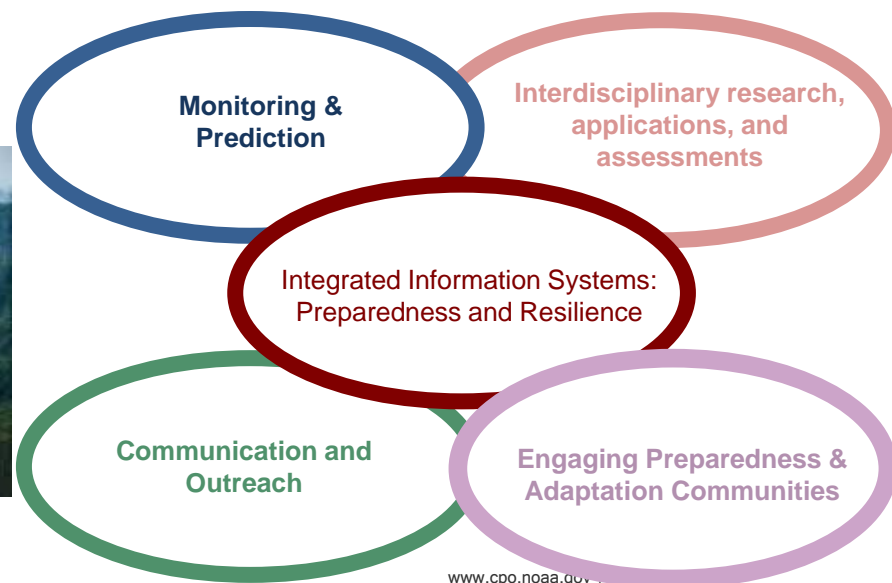 Monitoring &
Prediction
Interdisciplinary research,
applications, and
assessments
Integrated Information Systems:
Preparedness and Resilience
Communication and
Outreach
Engaging Preparedness &
Adaptation Communities
www.cpo.noaa.gov